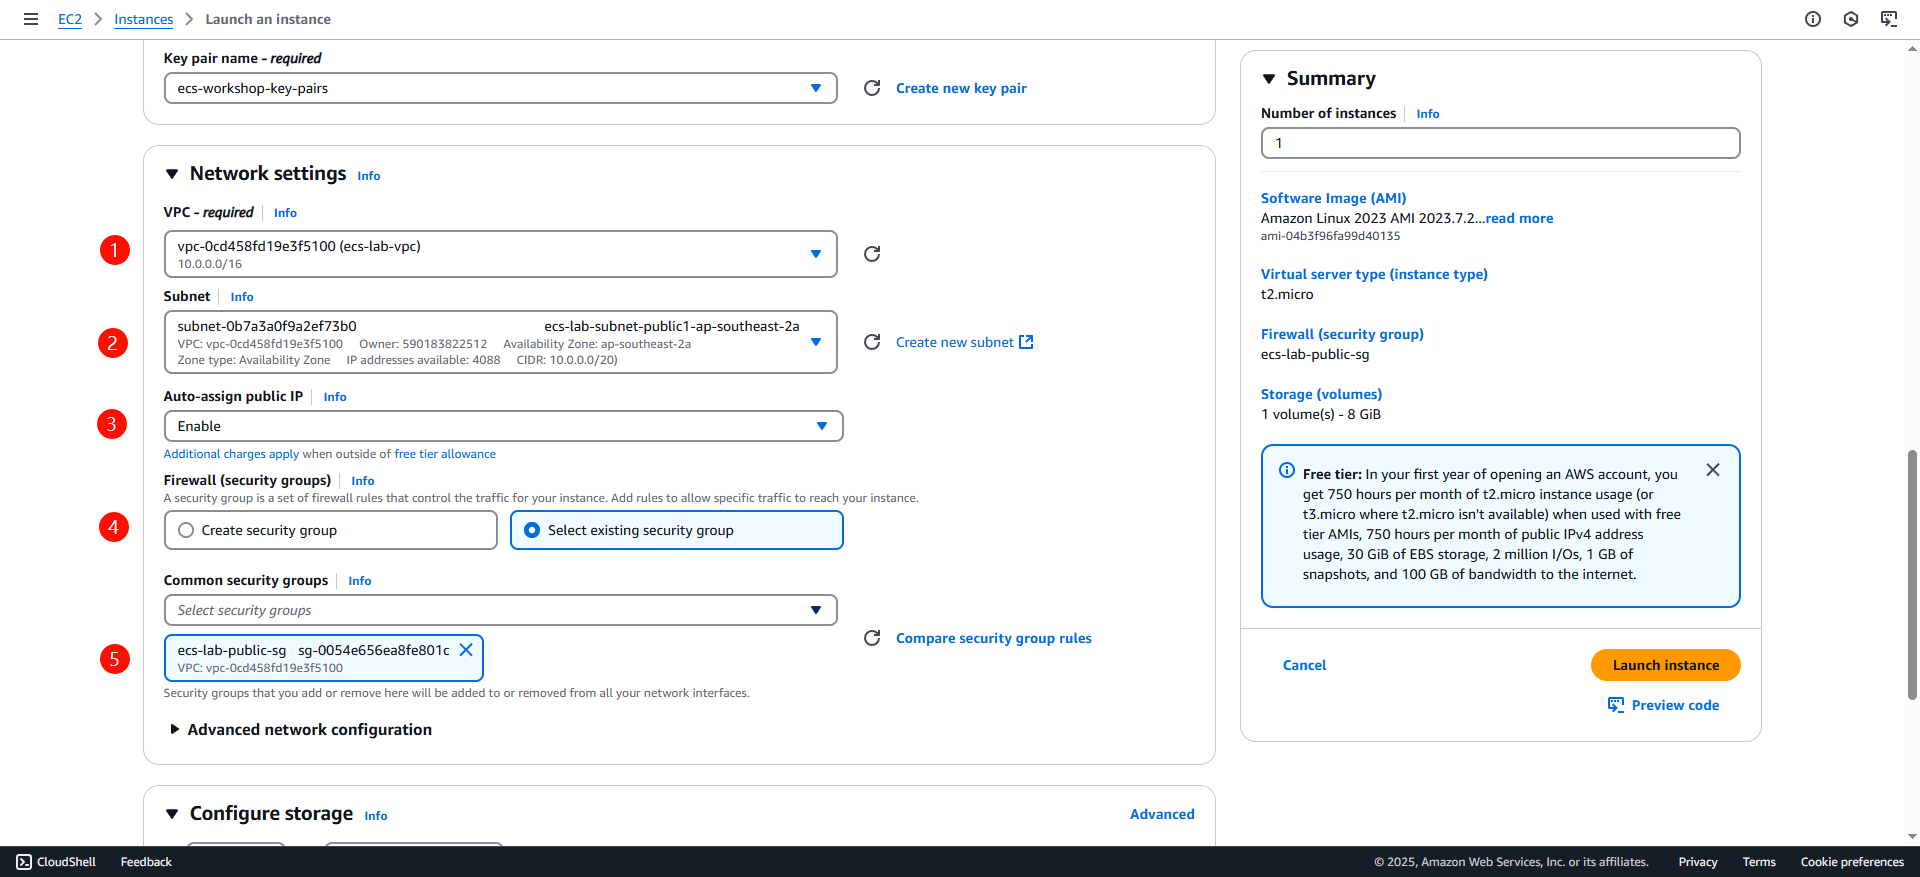 EC2 > Instances > Launch an instance
Key pair name - required
ecs-workshop-key-pairs
Create new key pair
Network settings Info
VPC - required Info
1
vpc-0cd458fd19e3f5100 (ecs-lab-vpc)
10.0.0.0/16
Subnet Info
2
subnet-0b7a3a0f9a2ef73b0 ecs-lab-subnet-public1-ap-southeast-2a
VPC: vpc-0cd458fd19e3f5100 Owner: 590183822512 Availability Zone: ap-southeast-2a
Zone type: Availability Zone IP addresses available: 4088 CIDR: 10.0.0.0/20)
Create new subnet
Auto-assign public IP Info
3
Enable
Additional charges apply when outside of free tier allowance
Firewall (security groups) Info
A security group is a set of firewall rules that control the traffic for your instance. Add rules to allow specific traffic to reach your instance.
4
Create security group
Select existing security group
Common security groups Info
Select security groups
5
ecs-lab-public-sg sg-0054e656ea8fe801c
VPC: vpc-0cd458fd19e3f5100
Compare security group rules
Security groups that you add or remove here will be added to or removed from all your network interfaces.
Advanced network configuration
Configure storage Info
Advanced
Summary
Number of instances Info
1
Software Image (AMI)
Amazon Linux 2023 AMI 2023.7.2...read more
ami-04b3f96fa99d40135
Virtual server type (instance type)
t2.micro
Firewall (security group)
ecs-lab-public-sg
Storage (volumes)
1 volume(s) - 8 GiB
Free tier: In your first year of opening an AWS account, you
get 750 hours per month of t2.micro instance usage (or
t3.micro where t2.micro isn't available) when used with free
tier AMIs, 750 hours per month of public IPv4 address
usage, 30 GiB of EBS storage, 2 million I/Os, 1 GB of
snapshots, and 100 GB of bandwidth to the internet.
Cancel
Launch instance
Preview code
CloudShell Feedback
© 2025, Amazon Web Services, Inc. or its affiliates. Privacy Terms Cookie preferences